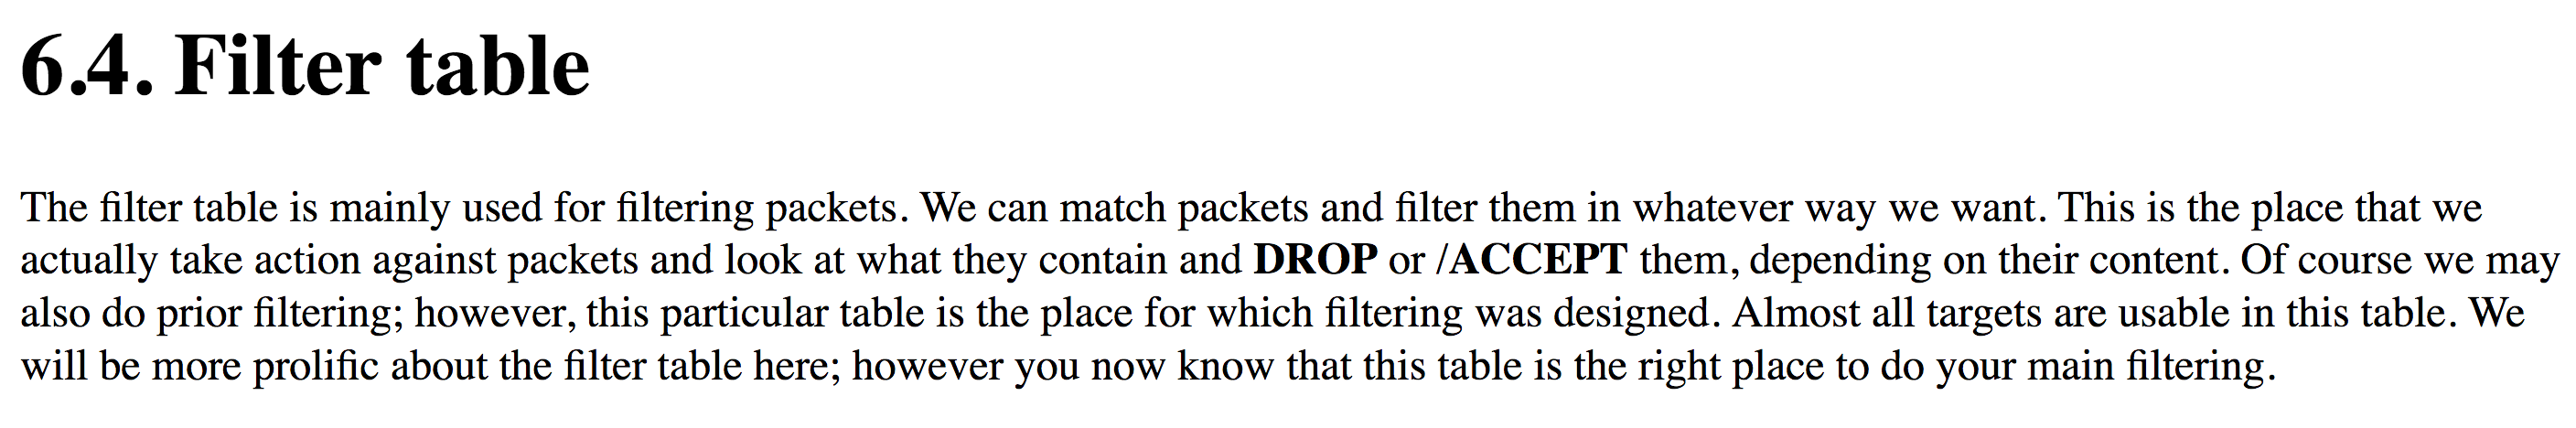 6.4. Filter table
The filter table is mainly used for filtering packets. We can match packets and filter them in whatever way we want. This is the place that we
actually take action against packets and look at what they contain and DROP or /ACCEPT them, depending on their content. Of course we may
also do prior filtering; however, this particular table is the place for which filtering was designed. Almost all targets are usable in this table. We
will be more prolific about the filter table here; however you now know that this table is the right place to do your main filtering.